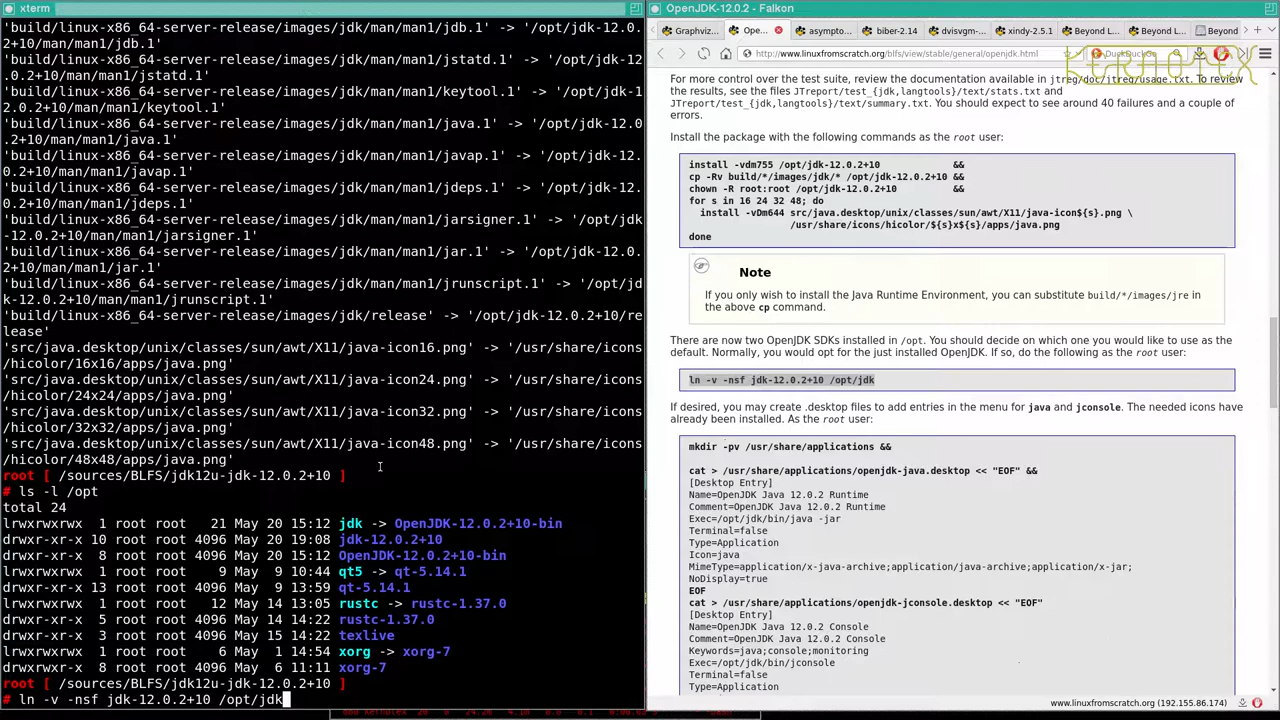 xterm
'build/linux-x86_64-server-release/images/jdk/man/man1/jdb.1' -> '/opt/jdk-12.0.
2+10/man/man1/jdb.1'
'build/linux-x86_64-server-release/images/jdk/man/man1/jstatd.1' -> '/opt/jdk-12
.0.2+10/man/man1/jstatd.1'
'build/linux-x86_64-server-release/images/jdk/man/man1/keytool.1' -> '/opt/jdk-1
2.0.2+10/man/man1/keytool.1'
'build/linux-x86_64-server-release/images/jdk/man/man1/java.1' -> '/opt/jdk-12.0
.2+10/man/man1/java.1'
'build/linux-x86_64-server-release/images/jdk/man/man1/javap.1' -> '/opt/jdk-12.
0.2+10/man/man1/javap.1'
'build/linux-x86_64-server-release/images/jdk/man/man1/jdeps.1' -> '/opt/jdk-12.
0.2+10/man/man1/jdeps.1'
'build/linux-x86_64-server-release/images/jdk/man/man1/jarsigner.1' -> '/opt/jdk
-12.0.2+10/man/man1/jarsigner.1'
'build/linux-x86_64-server-release/images/jdk/man/man1/jar.1' -> '/opt/jdk-12.0.
2+10/man/man1/jar.1'
'build/linux-x86_64-server-release/images/jdk/man/man1/jrunscript.1' -> '/opt/jd
k-12.0.2+10/man/man1/jrunscript.1'
'build/linux-x86_64-server-release/images/jdk/release' -> '/opt/jdk-12.0.2+10/re
lease'
'src/java.desktop/unix/classes/sun/awt/X11/java-icon16.png' -> '/usr/share/icons
/hicolor/16x16/apps/java.png'
'src/java.desktop/unix/classes/sun/awt/X11/java-icon24.png' -> '/usr/share/icons
/hicolor/24x24/apps/java.png'
'src/java.desktop/unix/classes/sun/awt/X11/java-icon32.png' -> '/usr/share/icons
/hicolor/32x32/apps/java.png'
'src/java.desktop/unix/classes/sun/awt/X11/java-icon48.png' -> '/usr/share/icons
/hicolor/48x48/apps/java.png'
root [ /sources/BLFS/jdk12u-jdk-12.0.2+10 ]
# ls -l /opt
total 24
lrwxrwxrwx 1 root root 21 May 20 15:12 jdk -> OpenJDK-12.0.2+10-bin
drwxr-xr-x 10 root root 4096 May 20 19:08 jdk-12.0.2+10
drwxr-xr-x 8 root root 4096 May 20 15:12 OpenJDK-12.0.2+10-bin
lrwxrwxrwx 1 root root 9 May 9 10:44 qt5 -> qt-5.14.1
drwxr-xr-x 13 root root 4096 May 9 13:59 qt-5.14.1
lrwxrwxrwx 1 root root 12 May 14 13:05 rustc -> rustc-1.37.0
drwxr-xr-x 5 root root 4096 May 14 14:22 rustc-1.37.0
drwxr-xr-x 3 root root 4096 May 15 14:22 texlive
lrwxrwxrwx 1 root root 6 May 1 14:54 xorg -> xorg-7
drwxr-xr-x 8 root root 4096 May 6 11:11 xorg-7
root [ /sources/BLFS/jdk12u-jdk-12.0.2+10 ]
# ln -v -nsf jdk-12.0.2+10 /opt/jdk
OpenJDK-12.0.2 - Falkon
Graphviz... Ope... asympto... biber-2.14 dvisvgm-... xindy-2.5.1 Beyond L... Beyond L... Beyond
http://www.linuxfromscratch.org/blfs/view/stable/general/openjdk.html
DuckDuckGo
KERNOTEX
For more control over the test suite, review the documentation available in jtreg/doc/jtreg/usage.txt. To review
the results, see the files JTreport/test_{jdk,langtools}/text/stats.txt and
JTreport/test_{jdk,langtools}/text/summary.txt. You should expect to see around 40 failures and a couple of
errors.
Install the package with the following commands as the root user:
install -vdm755 /opt/jdk-12.0.2+10 &&
cp -Rv build/*/images/jdk/* /opt/jdk-12.0.2+10 &&
chown -R root:root /opt/jdk-12.0.2+10 &&
for s in 16 24 32 48; do
install -vDm644 src/java.desktop/unix/classes/sun/awt/X11/java-icon${s}.png \
/usr/share/icons/hicolor/${s}x${s}/apps/java.png
done
Note
If you only wish to install the Java Runtime Environment, you can substitute build/*/images/jre in
the above cp command.
There are now two OpenJDK SDKs installed in /opt. You should decide on which one you would like to use as the
default. Normally, you would opt for the just installed OpenJDK. If so, do the following as the root user:
ln -v -nsf jdk-12.0.2+10 /opt/jdk
If desired, you may create .desktop files to add entries in the menu for java and jconsole. The needed icons have
already been installed. As the root user:
mkdir -pv /usr/share/applications &&
cat > /usr/share/applications/openjdk-java.desktop << "EOF" &&
[Desktop Entry]
Name=OpenJDK Java 12.0.2 Runtime
Comment=OpenJDK Java 12.0.2 Runtime
Exec=/opt/jdk/bin/java -jar
Terminal=false
Type=Application
Icon=java
MimeType=application/x-java-archive;application/java-archive;application/x-jar;
NoDisplay=true
EOF
cat > /usr/share/applications/openjdk-jconsole.desktop << "EOF"
[Desktop Entry]
Name=OpenJDK Java 12.0.2 Console
Comment=OpenJDK Java 12.0.2 Console
Keywords=java;console;monitoring
Exec=/opt/jdk/bin/jconsole
Terminal=false
Type=Application
www.linuxfromscratch.org (192.155.86.174)